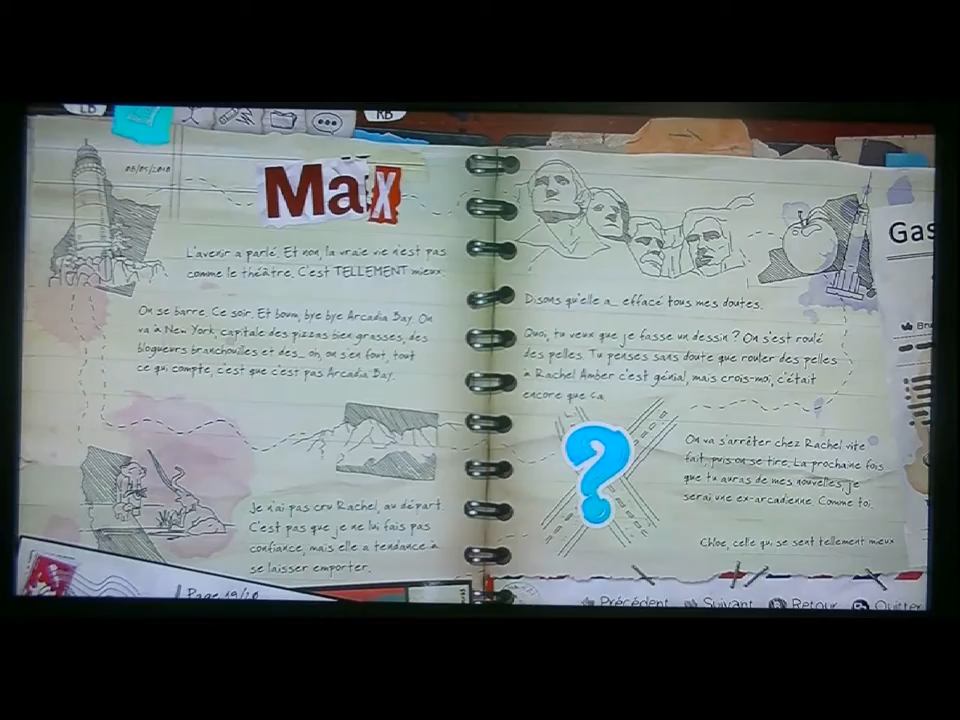 LB
RB
08/05/2010
Max
L'avenir a parlé. Et non, la vraie vie n'est pas
comme le théâtre. C'est TELLEMENT mieux.
On se barre. Ce soir. Et boum, bye bye Arcadia Bay. On
va à New York, capitale des pizzas bien grasses, des
blogueurs branchouilles et des... oh, on s'en fout, tout
ce qui compte, c'est que c'est pas Arcadia Bay.
Je n'ai pas cru Rachel, au départ.
C'est pas que je ne lui fais pas
confiance, mais elle a tendance à
se laisser emporter.
Page 19/20
Disons qu'elle a... effacé tous mes doutes.
Quoi, tu veux que je fasse un dessin ? On s'est roulé
des pelles. Tu penses sans doute que rouler des pelles
à Rachel Amber c'est génial, mais crois-moi, c'était
encore que ça
?
On va s'arrêter chez Rachel vite
fait, puis on se tire. La prochaine fois
que tu auras de mes nouvelles, je
serai une ex-arcadienne. Comme toi.
Chloe, celle qui se sent tellement mieux
Gas
Bru
Précédent
Suivant
Retour
Quitter